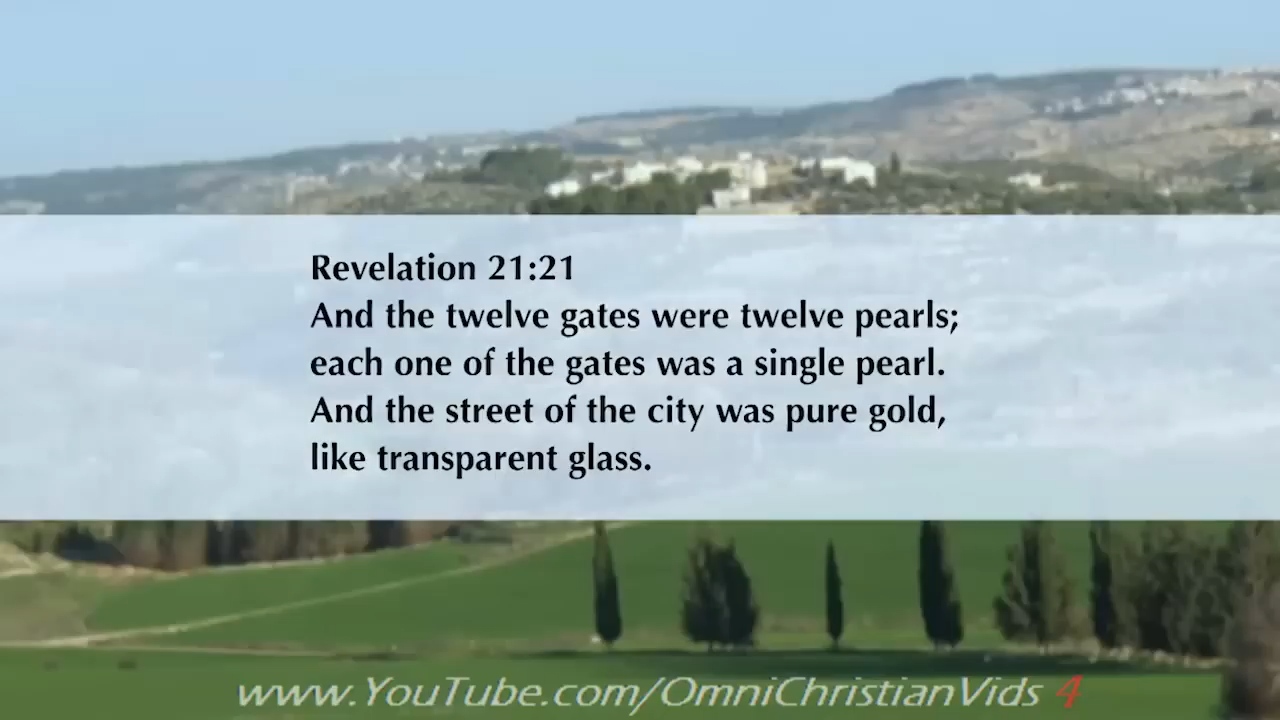 Revelation 21:21
And the twelve gates were twelve pearls;
each one of the gates was a single pearl.
And the street of the city was pure gold,
like transparent glass.
www.YouTube.com/OmniChristianVids 4